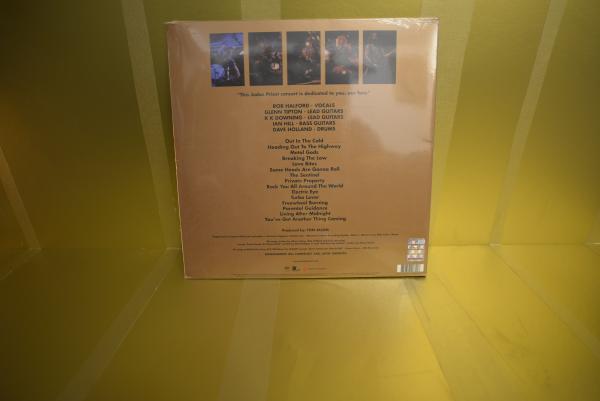 "This Judas Priest concert is dedicated to you, our fans."
ROB HALFORD - VOCALS
GLENN TIPTON - LEAD GUITARS
K K DOWNING - LEAD GUITARS
IAN HILL - BASS GUITARS
DAVE HOLLAND - DRUMS
Out In The Cold
Heading Out To The Highway
Metal Gods
Breaking The Law
Love Bites
Some Heads Are Gonna Roll
The Sentinel
Private Property
Rock You All Around The World
Electric Eye
Turbo Lover
Freewheel Burning
Parental Guidance
Living After Midnight
You've Got Another Thing Coming
Produced by: TOM ALLOM